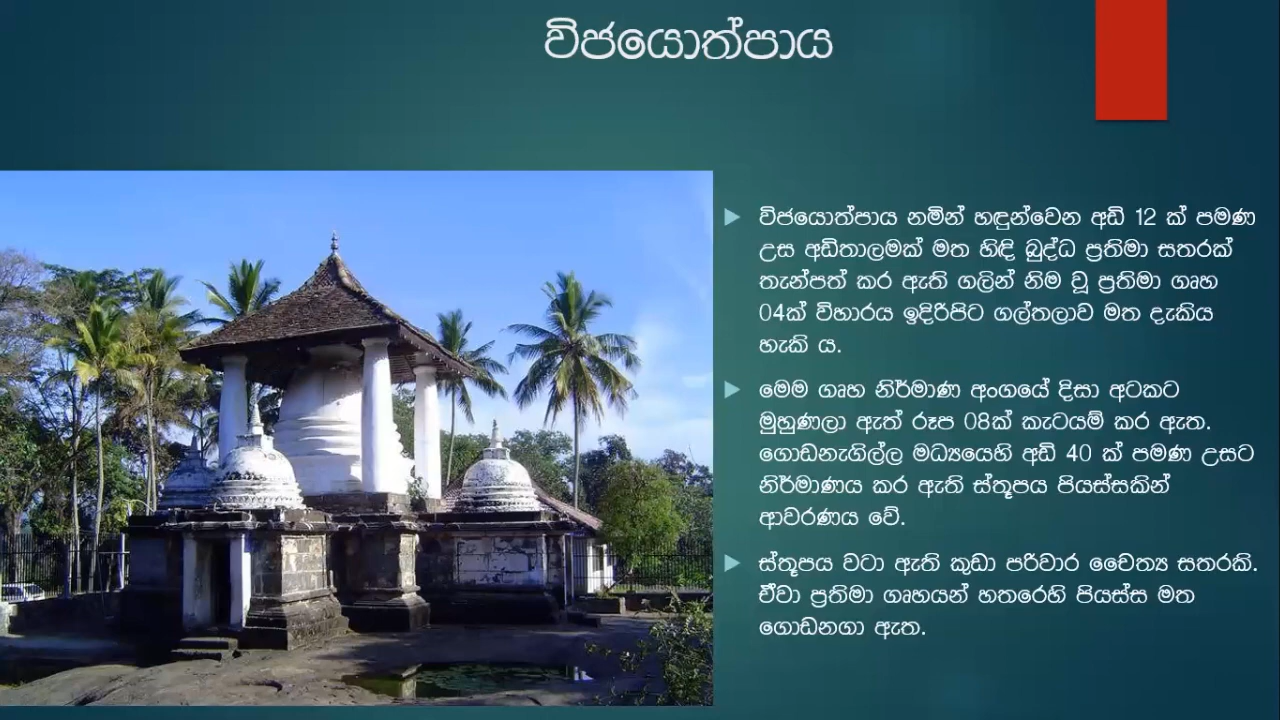 විජයොත්පාය
විජයොත්පාය නමින් හඳුන්වෙන අඩි 12 ක් පමණ
උස අඩිතාලමක් මත හිඳි බුද්ධ ප්‍රතිමා සතරක්
තැන්පත් කර ඇති ගලින් නිම වූ ප්‍රතිමා ගෘහ
04ක් විහාරය ඉදිරිපිට ගල්තලාව මත දැකිය
හැකි ය.
මෙම ගෘහ නිර්මාණ අංගයේ දිසා අටකට
මුහුණලා ඇත් රූප 08ක් කැටයම් කර ඇත.
ගොඩනැගිල්ල මධ්‍යයෙහි අඩි 40 ක් පමණ උසට
නිර්මාණය කර ඇති ස්තූපය පියස්සකින්
ආවරණය වේ.
ස්තූපය වටා ඇති කුඩා පරිවාර චෛත්‍ය සතරකි.
ඒවා ප්‍රතිමා ගෘහයන් හතරෙහි පියස්ස මත
ගොඩනගා ඇත.